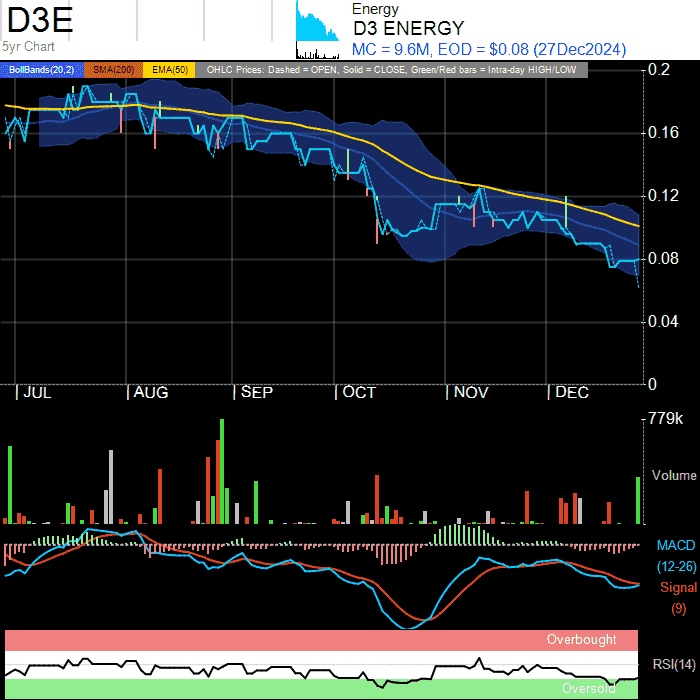 D3E
5yr Chart
Energy
D3 ENERGY
MC = 9.6M, EOD = $0.08 (27Dec2024)
BollBands(20,2) SMA(200) EMA(50) OHLC Prices: Dashed = OPEN, Solid = CLOSE, Green/Red bars = Intra-day HIGH/LOW
0.2
0.16
0.12
0.08
0.04
0
JUL AUG SEP OCT NOV DEC
779k
Volume
MACD
(12-26)
Signal
(9)
Overbought
RSI(14)
Oversold